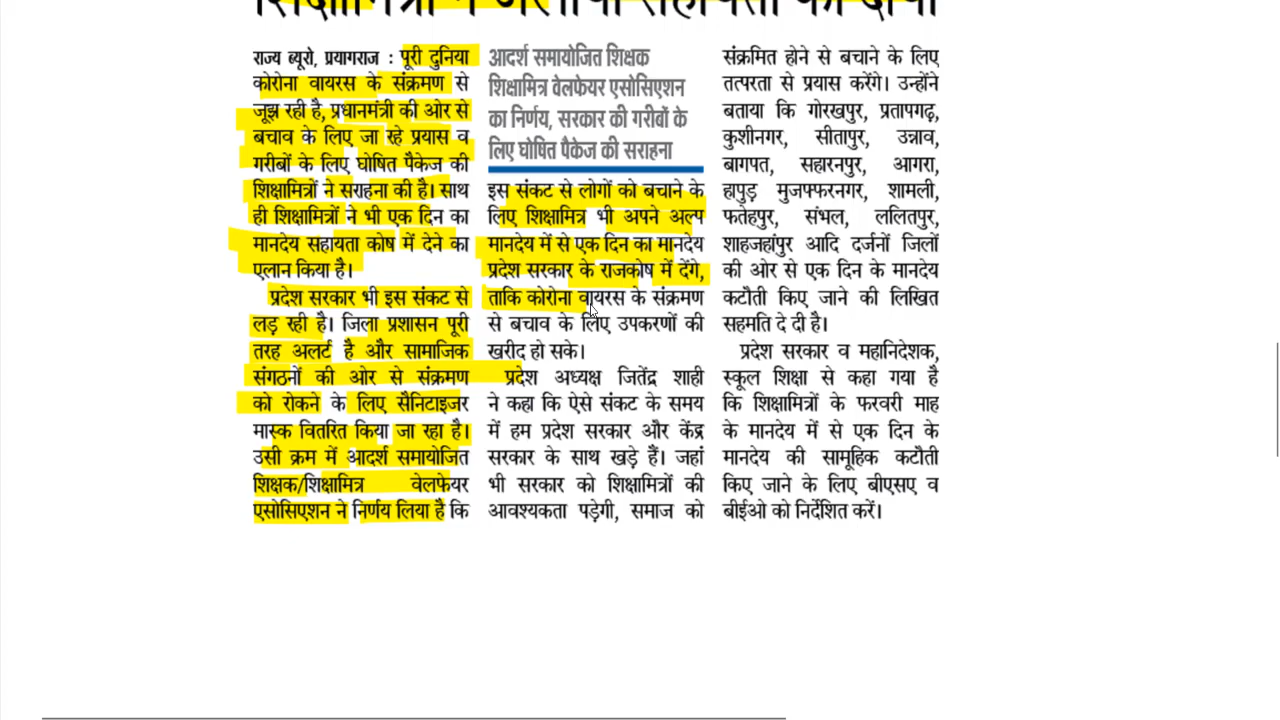 राज्य ब्यूरो, प्रयागराज : पूरी दुनिया
कोरोना वायरस के संक्रमण से
जूझ रही है, प्रधानमंत्री की ओर से
बचाव के लिए जा रहे प्रयास व
गरीबों के लिए घोषित पैकेज की
शिक्षामित्रों ने सराहना की है। साथ
ही शिक्षामित्रों ने भी एक दिन का
मानदेय सहायता कोष में देने का
एलान किया है।
प्रदेश सरकार भी इस संकट से
लड़ रही है। जिला प्रशासन पूरी
तरह अलर्ट है और सामाजिक
संगठनों की ओर से संक्रमण
को रोकने के लिए सैनिटाइजर
मास्क वितरित किया जा रहा है।
उसी क्रम में आदर्श समायोजित
शिक्षक/शिक्षामित्र वेलफेयर
एसोसिएशन ने निर्णय लिया है कि
आदर्श समायोजित शिक्षक
शिक्षामित्र वेलफेयर एसोसिएशन
का निर्णय, सरकार की गरीबों के
लिए घोषित पैकेज की सराहना
इस संकट से लोगों को बचाने के
लिए शिक्षामित्र भी अपने अल्प
मानदेय में से एक दिन का मानदेय
प्रदेश सरकार के राजकोष में देंगे,
ताकि कोरोना वायरस के संक्रमण
से बचाव के लिए उपकरणों की
खरीद हो सके।
प्रदेश अध्यक्ष जितेंद्र शाही
ने कहा कि ऐसे संकट के समय
में हम प्रदेश सरकार और केंद्र
सरकार के साथ खड़े हैं। जहां
भी सरकार को शिक्षामित्रों की
आवश्यकता पड़ेगी, समाज को
संक्रमित होने से बचाने के लिए
तत्परता से प्रयास करेंगे। उन्होंने
बताया कि गोरखपुर, प्रतापगढ़,
कुशीनगर, सीतापुर, उन्नाव,
बागपत, सहारनपुर, आगरा,
हापुड़ मुजफ्फरनगर, शामली,
फतेहपुर, संभल, ललितपुर,
शाहजहांपुर आदि दर्जनों जिलों
की ओर से एक दिन के मानदेय
कटौती किए जाने की लिखित
सहमति दे दी है।
प्रदेश सरकार व महानिदेशक,
स्कूल शिक्षा से कहा गया है
कि शिक्षामित्रों के फरवरी माह
के मानदेय में से एक दिन के
मानदेय की सामूहिक कटौती
किए जाने के लिए बीएसए व
बीईओ को निर्देशित करें।